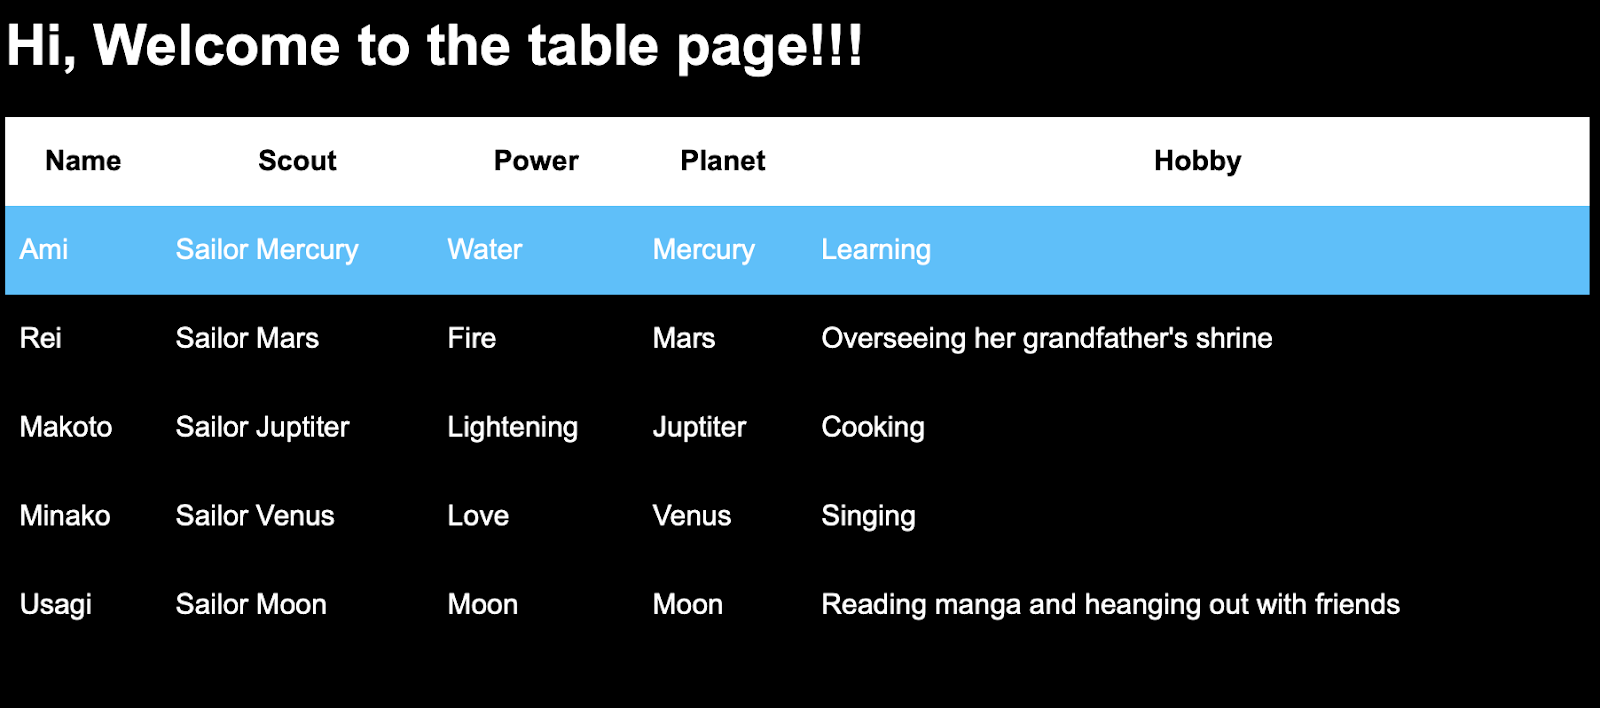 Hi, Welcome to the table page!!!
Name Scout Power Planet Hobby
Ami Sailor Mercury Water Mercury Learning
Rei Sailor Mars Fire Mars Overseeing her grandfather's shrine
Makoto Sailor Juptiter Lightening Juptiter Cooking
Minako Sailor Venus Love Venus Singing
Usagi Sailor Moon Moon Moon Reading manga and heanging out with friends